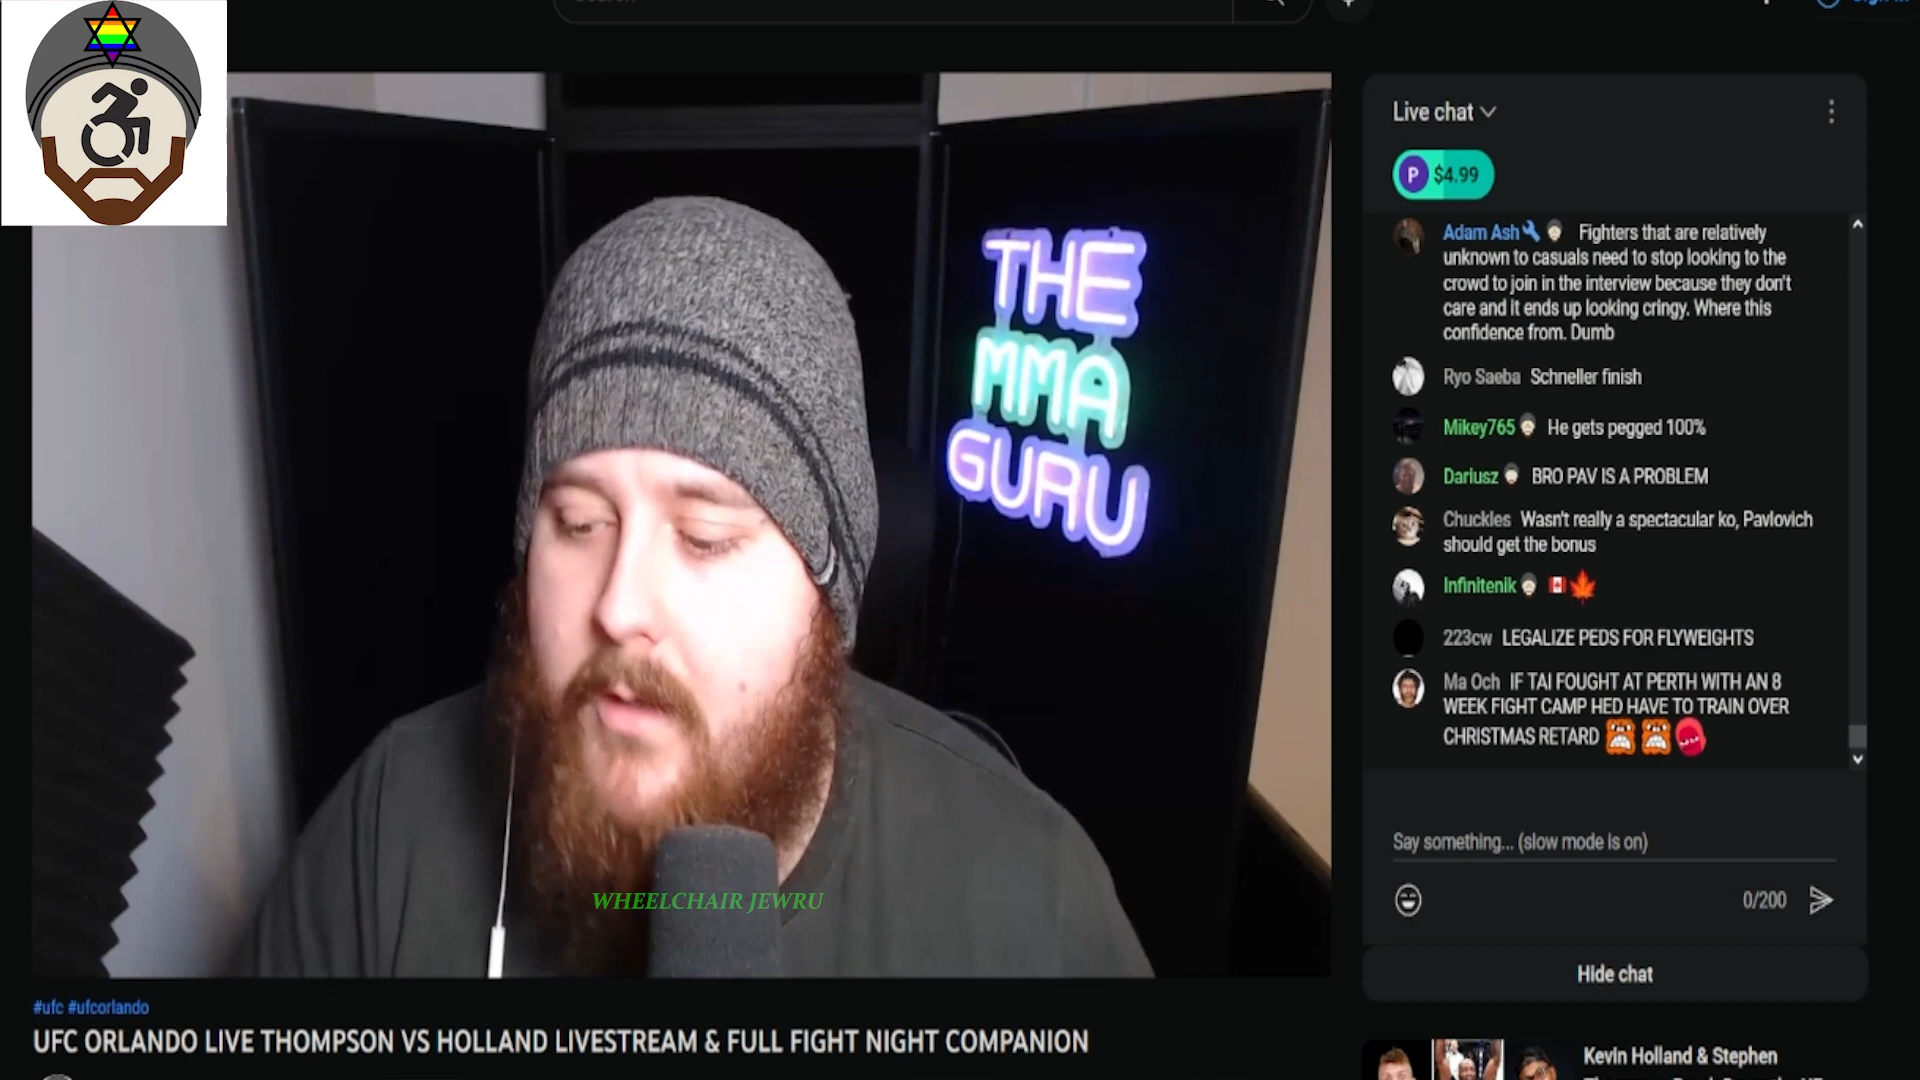 THE
MMA
GURU
WHEELCHAIR JEWRU
#ufc #ufcorlando
UFC ORLANDO LIVE THOMPSON VS HOLLAND LIVESTREAM & FULL FIGHT NIGHT COMPANION
Live chat
P $4.99
Adam Ash Fighters that are relatively
unknown to casuals need to stop looking to the
crowd to join in the interview because they don't
care and it ends up looking cringy. Where this
confidence from. Dumb
Ryo Saeba Schneller finish
Mikey765 He gets pegged 100%
Dariusz BRO PAV IS A PROBLEM
Chuckles Wasn't really a spectacular ko, Pavlovich
should get the bonus
Infinitenik
223cw LEGALIZE PEDS FOR FLYWEIGHTS
Ma Och IF TAI FOUGHT AT PERTH WITH AN 8
WEEK FIGHT CAMP HED HAVE TO TRAIN OVER
CHRISTMAS RETARD
Say something... (slow mode is on)
0/200
Hide chat
Kevin Holland & Stephen